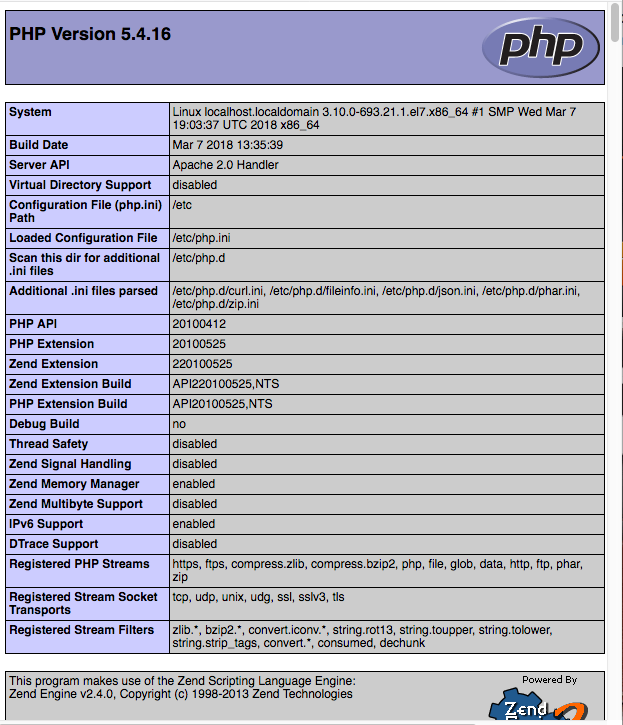 PHP Version 5.4.16
php
System Linux localhost.localdomain 3.10.0-693.21.1.el7.x86_64 #1 SMP Wed Mar 7
19:03:37 UTC 2018 x86_64
Build Date Mar 7 2018 13:35:39
Server API Apache 2.0 Handler
Virtual Directory Support disabled
Configuration File (php.ini) /etc
Path
Loaded Configuration File /etc/php.ini
Scan this dir for additional /etc/php.d
.ini files
Additional .ini files parsed /etc/php.d/curl.ini, /etc/php.d/fileinfo.ini, /etc/php.d/json.ini, /etc/php.d/phar.ini,
/etc/php.d/zip.ini
PHP API 20100412
PHP Extension 20100525
Zend Extension 220100525
Zend Extension Build API220100525,NTS
PHP Extension Build API20100525,NTS
Debug Build no
Thread Safety disabled
Zend Signal Handling disabled
Zend Memory Manager enabled
Zend Multibyte Support disabled
IPv6 Support enabled
DTrace Support disabled
Registered PHP Streams https, ftps, compress.zlib, compress.bzip2, php, file, glob, data, http, ftp, phar,
zip
Registered Stream Socket tcp, udp, unix, udg, ssl, sslv3, tls
Transports
Registered Stream Filters zlib.*, bzip2.*, convert.iconv.*, string.rot13, string.toupper, string.tolower,
string.strip_tags, convert.*, consumed, dechunk
This program makes use of the Zend Scripting Language Engine:
Zend Engine v2.4.0, Copyright (c) 1998-2013 Zend Technologies
Powered By
Zend